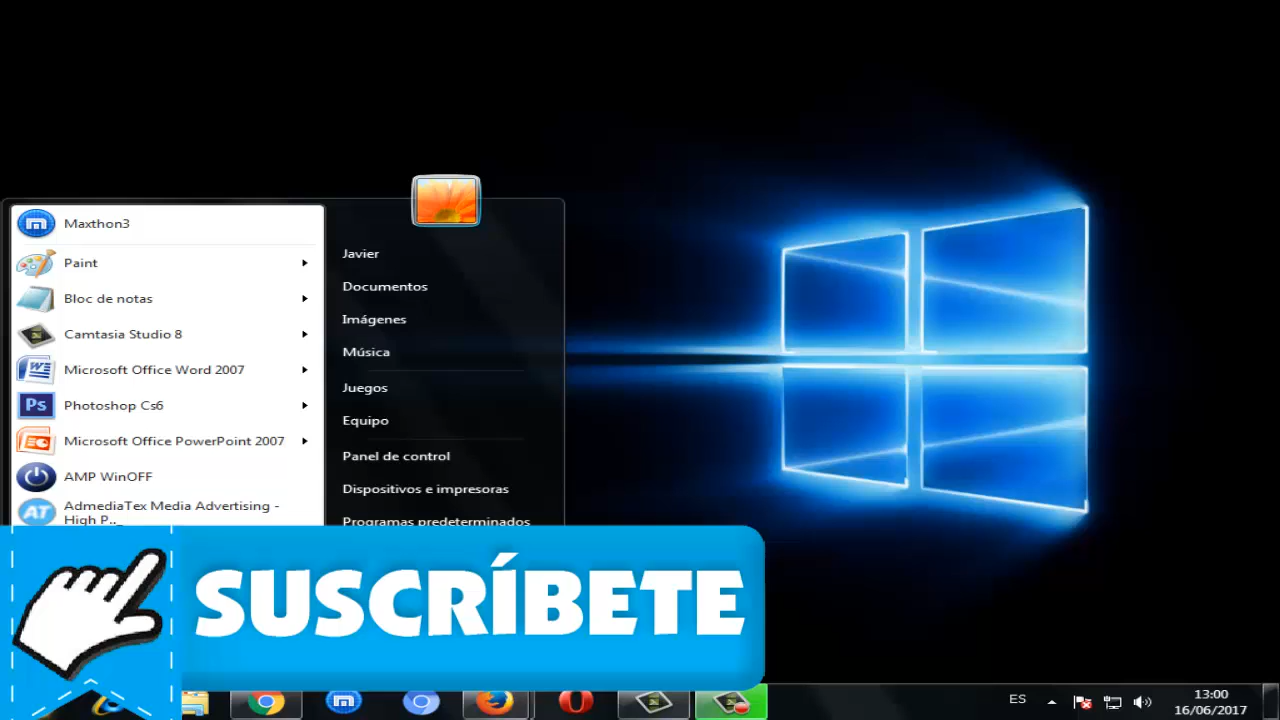 Maxthon3
Paint
Bloc de notas
Camtasia Studio 8
Microsoft Office Word 2007
Ps Photoshop Cs6
Microsoft Office PowerPoint 2007
AMP WinOFF
AT AdmediaTex Media Advertising -
High P...
Javier
Documentos
Imágenes
Música
Juegos
Equipo
Panel de control
Dispositivos e impresoras
Programas predeterminados
SUSCRÍBETE
ES
13:00
16/06/2017